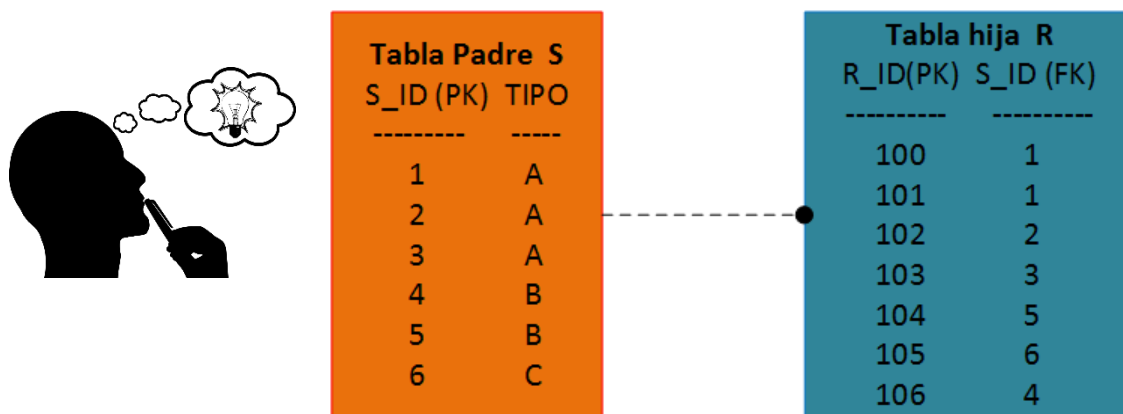 Tabla Padre S
S_ID (PK) TIPO
--------- -----
1 A
2 A
3 A
4 B
5 B
6 C
Tabla hija R
R_ID(PK) S_ID (FK)
---------- ----------
100 1
101 1
102 2
103 3
104 5
105 6
106 4